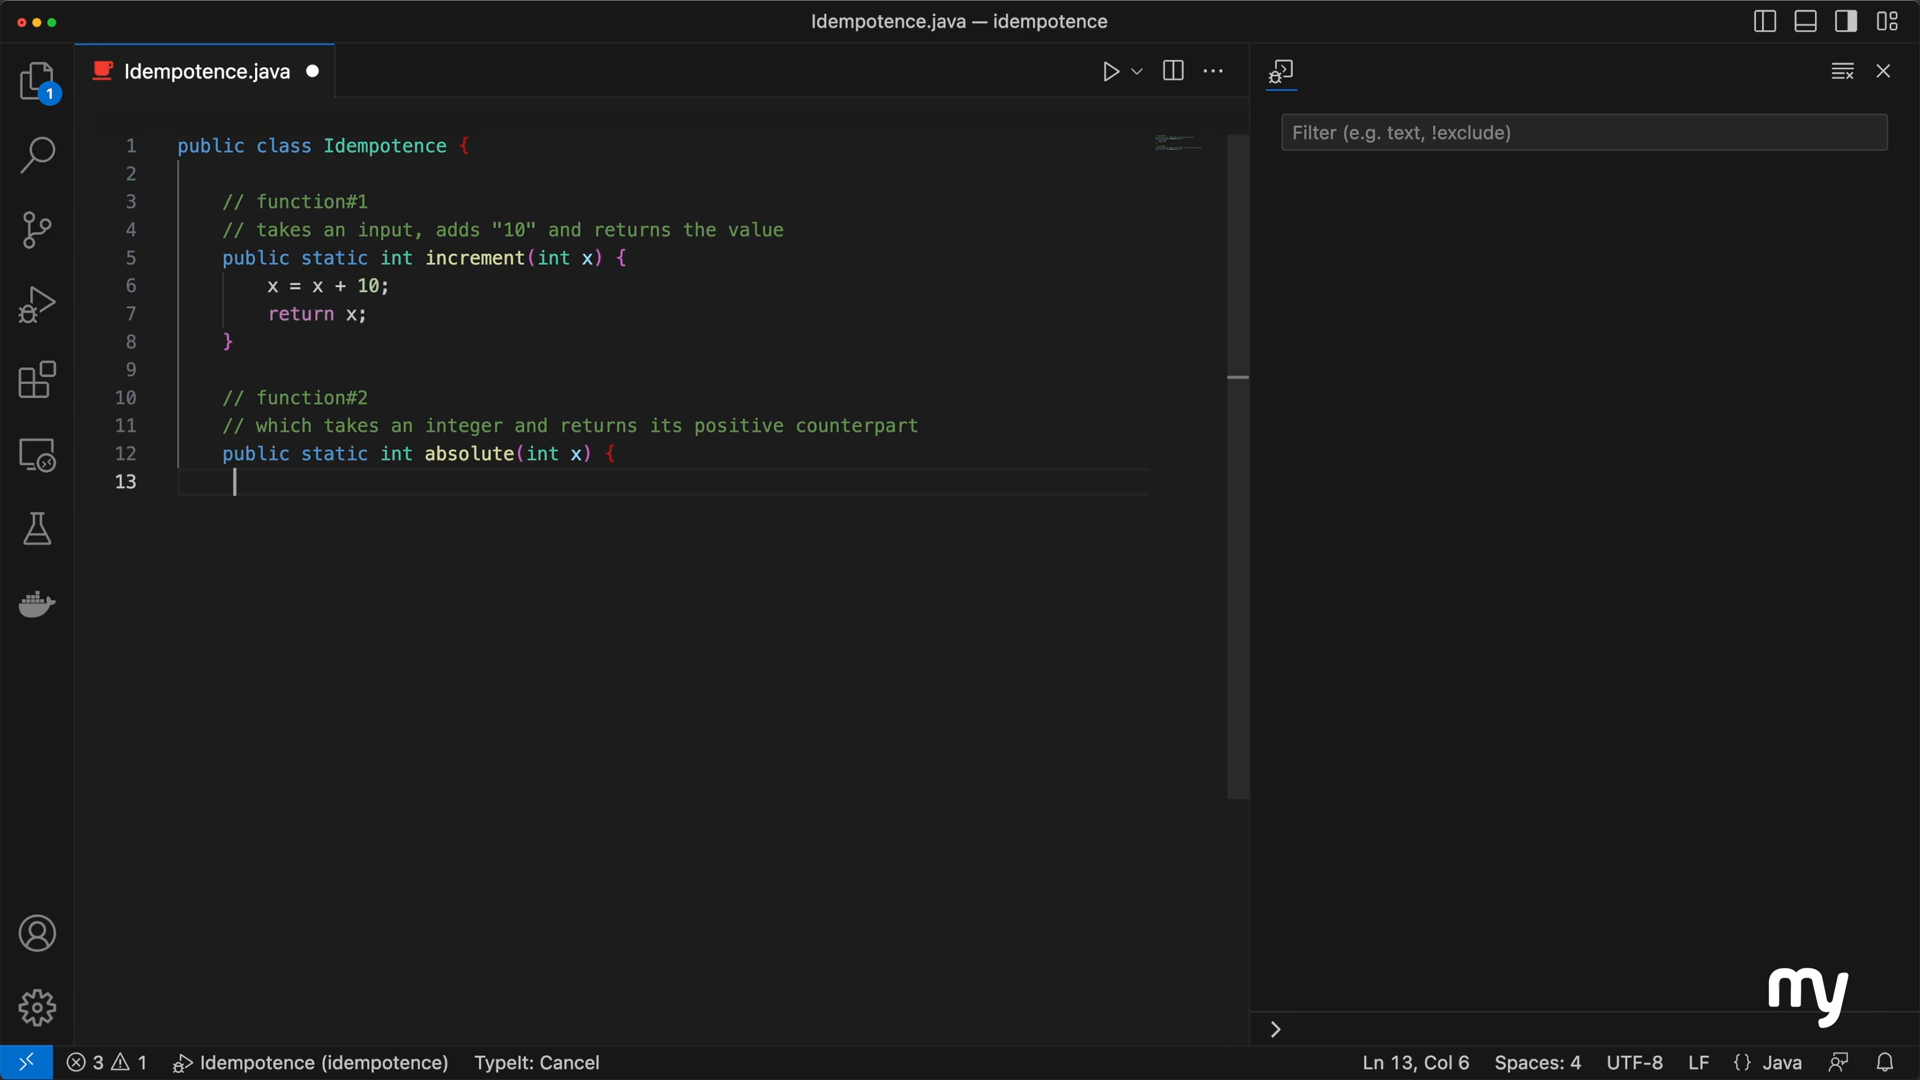 Idempotence.java — idempotence
Idempotence.java
1
Filter (e.g. text, !exclude)
1 public class Idempotence {
2
3 // function#1
4 // takes an input, adds "10" and returns the value
5 public static int increment(int x) {
6 x = x + 10;
7 return x;
8 }
9
10 // function#2
11 // which takes an integer and returns its positive counterpart
12 public static int absolute(int x) {
13
my
3 1 Idempotence (idempotence) TypeIt: Cancel Ln 13, Col 6 Spaces: 4 UTF-8 LF {} Java